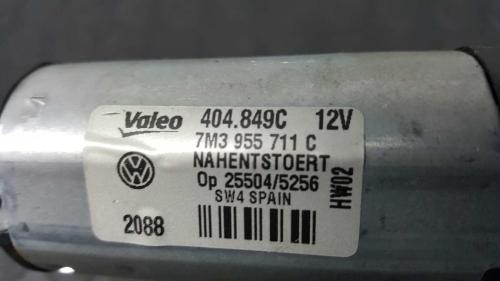 Valeo 404.849C 12V
7M3 955 711 C
NAHENTSTOERT
Op 25504/5256
SW4 SPAIN
2088
HW02